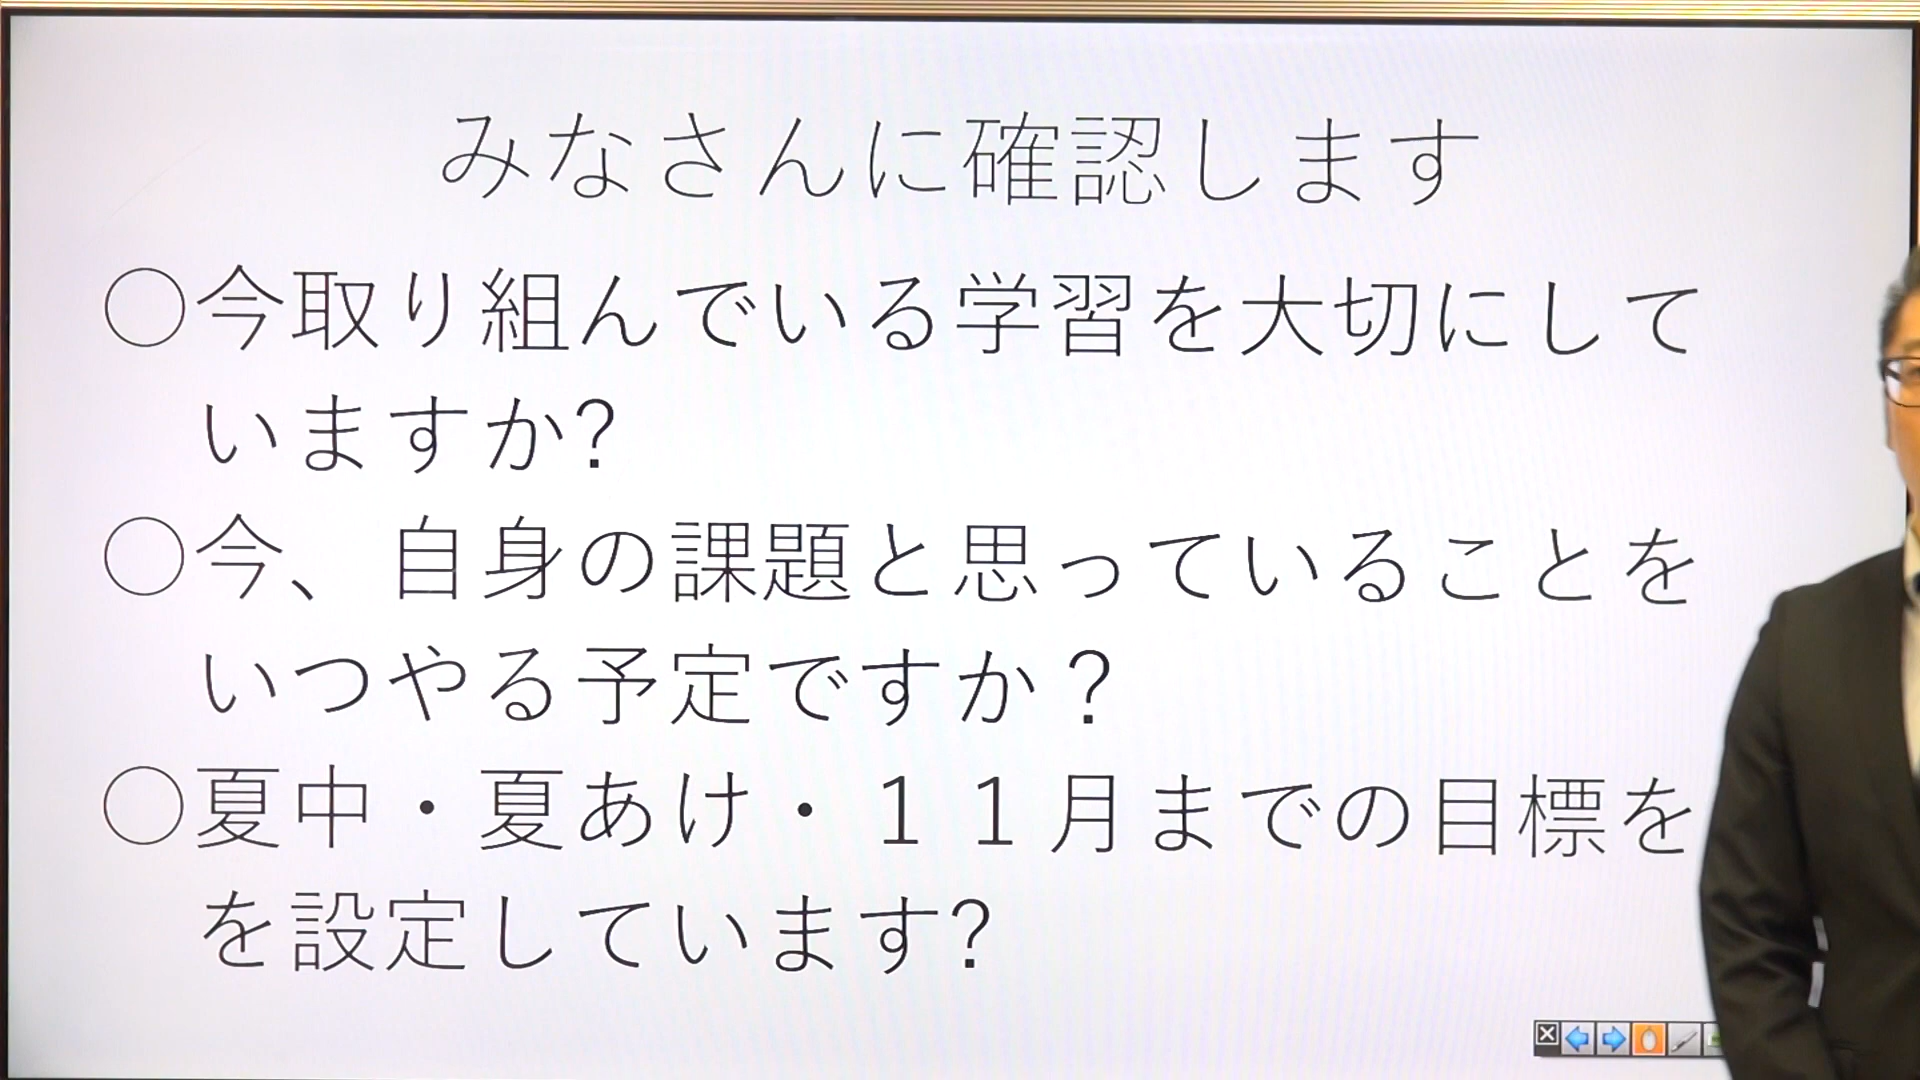 みなさんに確認します
○今取り組んでいる学習を大切にして
いますか?
○今、自身の課題と思っていることを
いつやる予定ですか？
○夏中・夏あけ・１１月までの目標を
を設定しています?